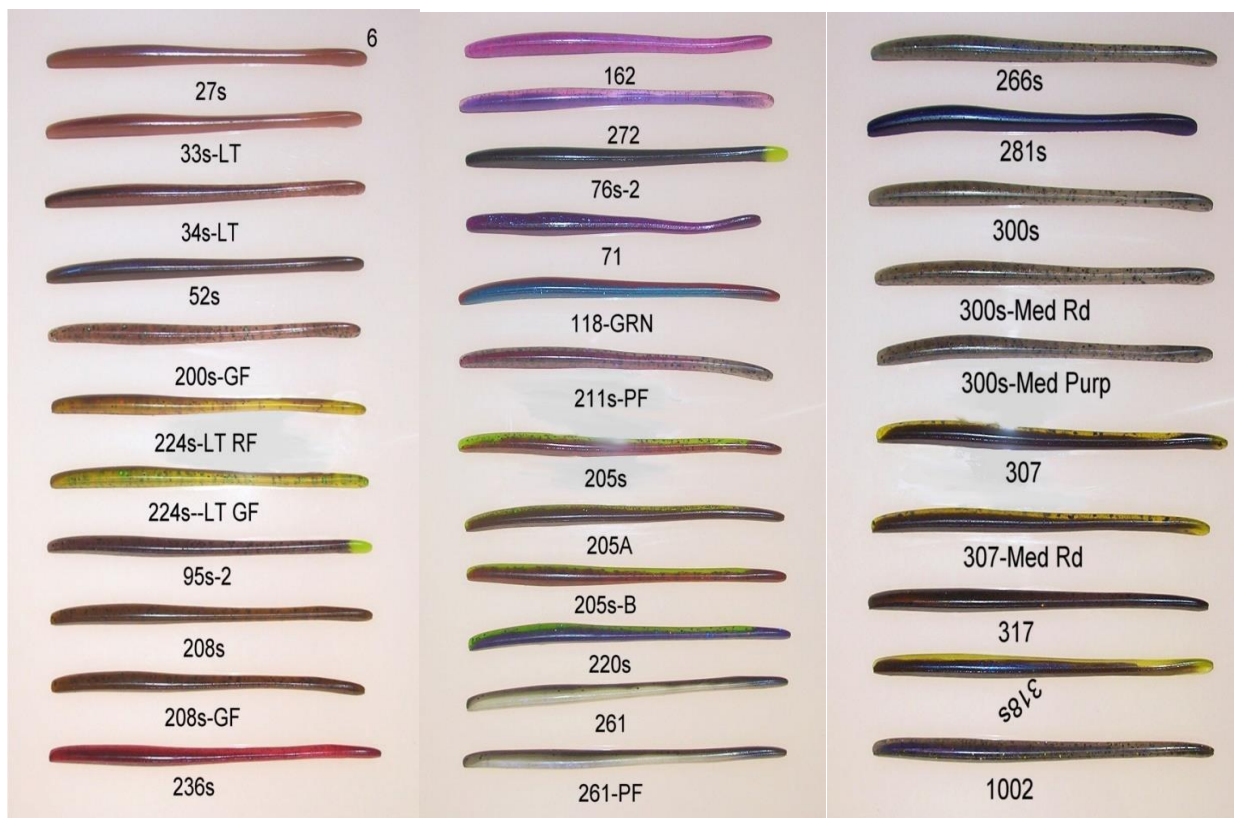 6
27s
33s-LT
34s-LT
52s
200s-GF
224s-LT RF
224s--LT GF
95s-2
208s
208s-GF
236s
162
272
76s-2
71
118-GRN
211s-PF
205s
205A
205s-B
220s
261
261-PF
266s
281s
300s
300s-Med Rd
300s-Med Purp
307
307-Med Rd
317
318s
1002